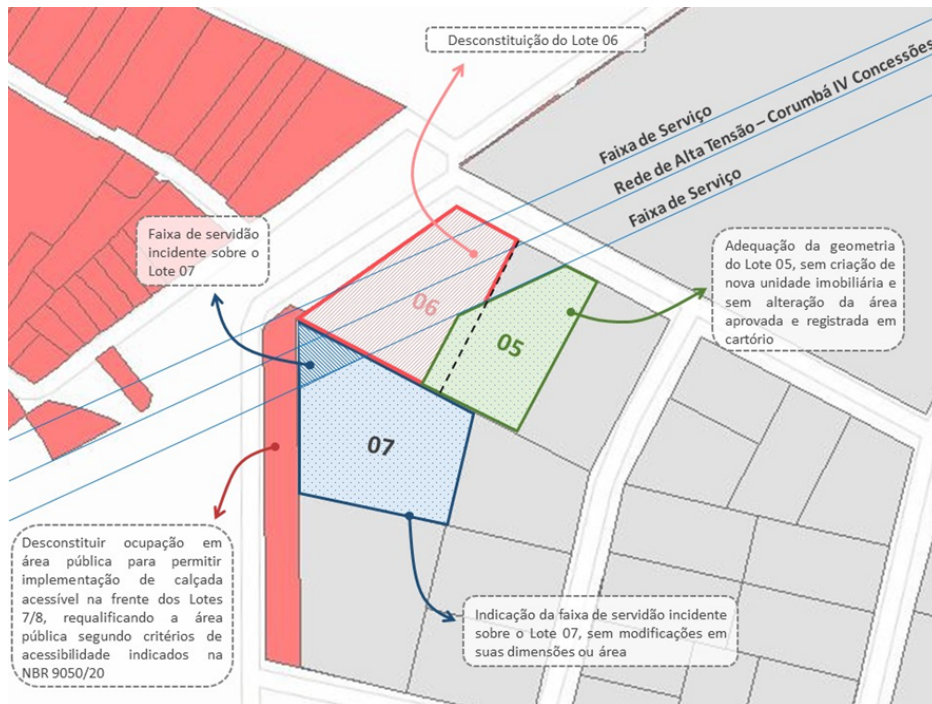 Desconstituição do Lote 06
Faixa de Serviço
Rede de Alta Tensão – Corumbá IV Concessões
Faixa de Serviço
Faixa de servidão
incidente sobre o
Lote 07
Adequação da geometria
do Lote 05, sem criação de
nova unidade imobiliária e
sem alteração da área
aprovada e registrada em
cartório
06
05
07
Desconstituir ocupação em
área pública para permitir
implementação de calçada
acessível na frente dos Lotes
7/8, requalificando a área
pública segundo critérios de
acessibilidade indicados na
NBR 9050/20
Indicação da faixa de servidão incidente
sobre o Lote 07, sem modificações em
suas dimensões ou área